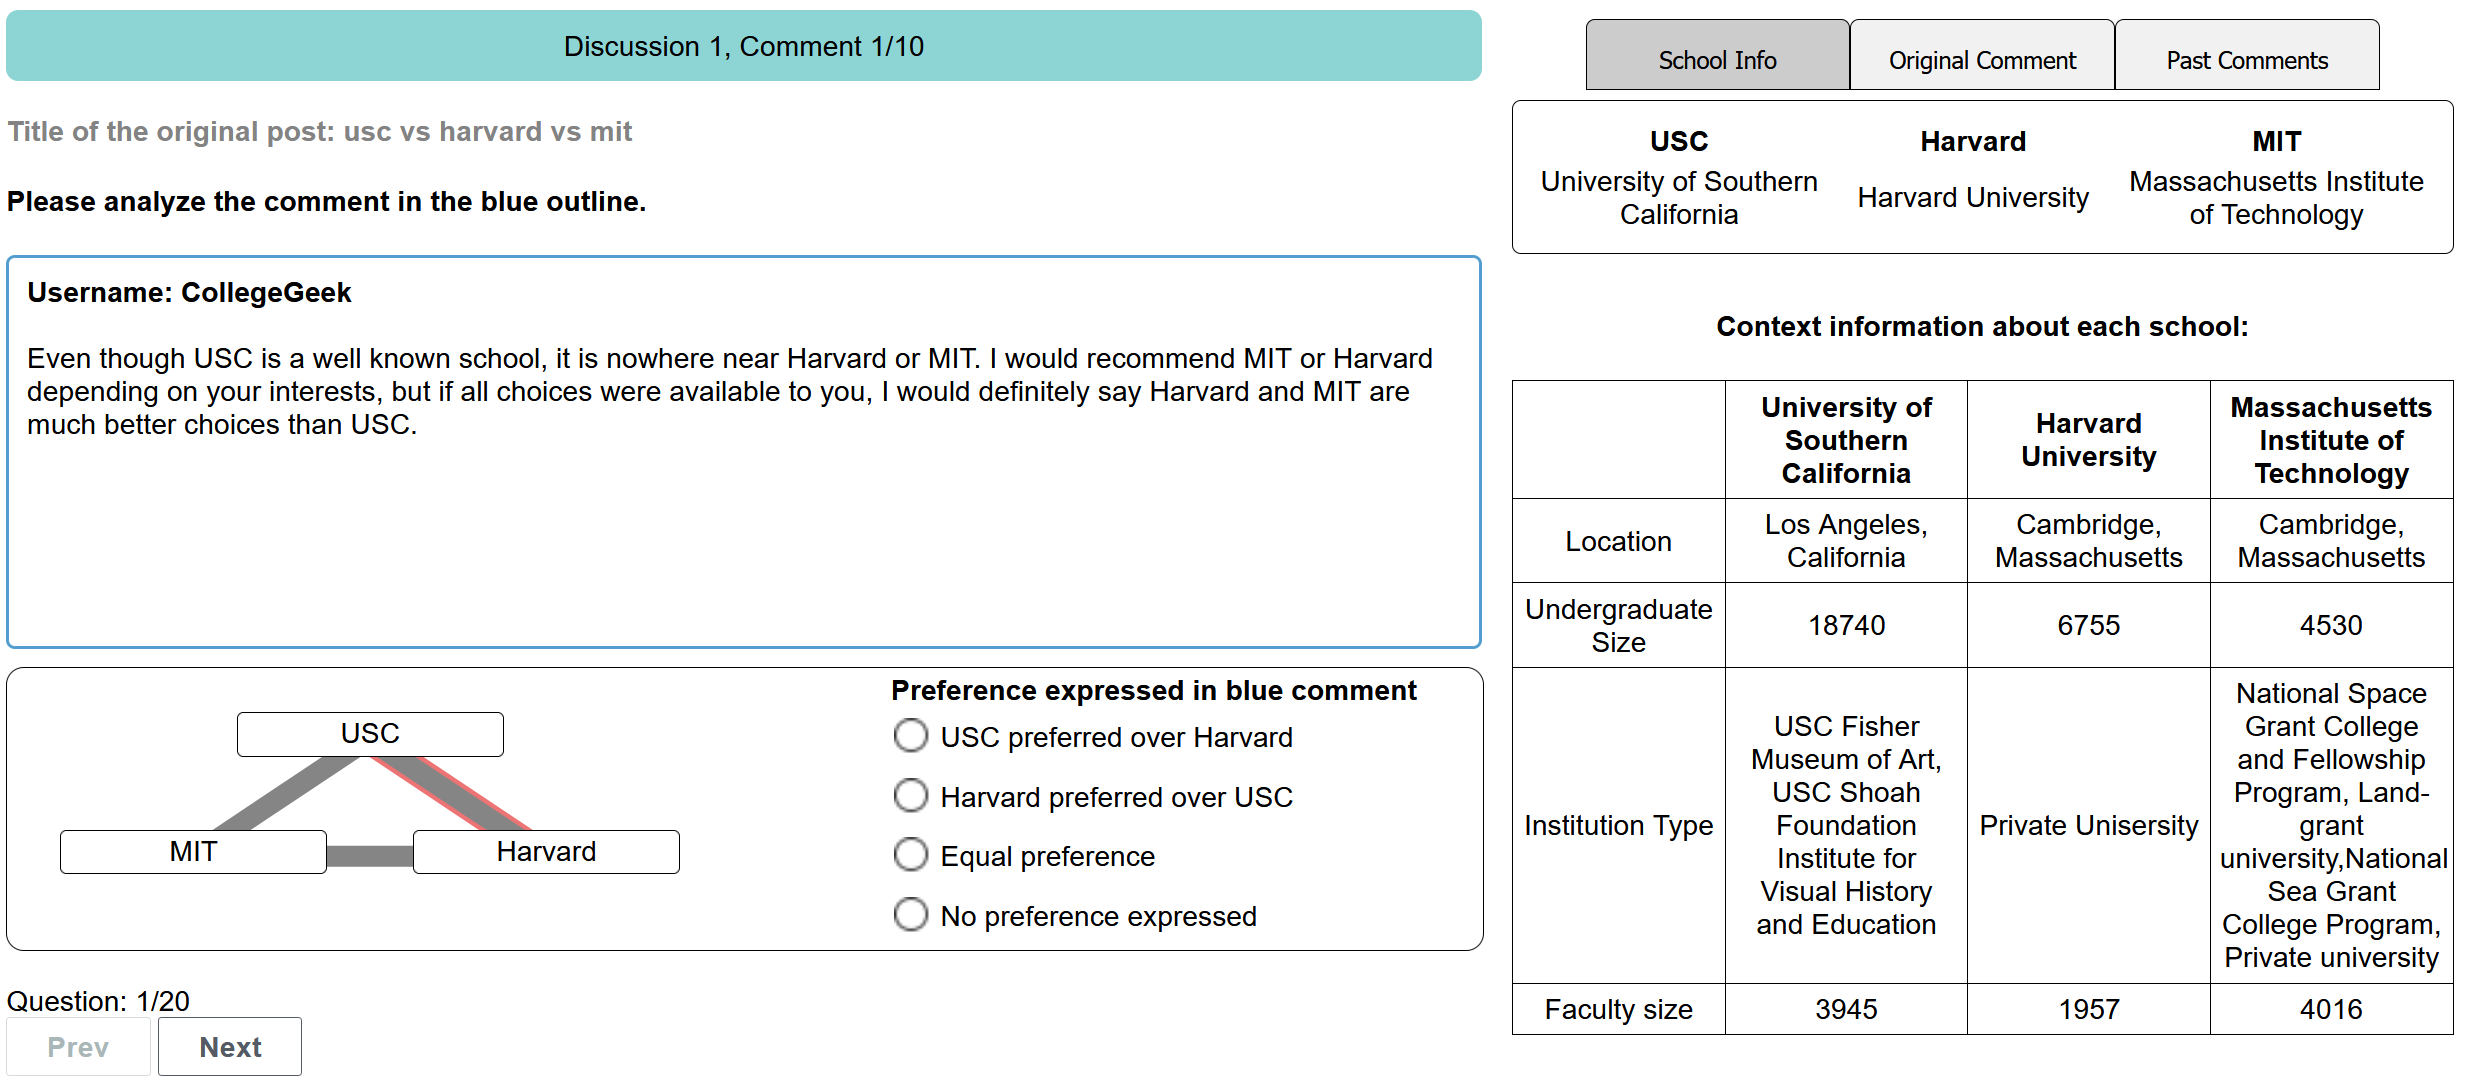 Discussion 1, Comment 1/10
Title of the original post: usc vs harvard vs mit
Please analyze the comment in the blue outline.
Username: CollegeGeek
Even though USC is a well known school, it is nowhere near Harvard or MIT. I would recommend MIT or Harvard
depending on your interests, but if all choices were available to you, I would definitely say Harvard and MIT are
much better choices than USC.
USC
MIT
Harvard
Preference expressed in blue comment
USC preferred over Harvard
Harvard preferred over USC
Equal preference
No preference expressed
Question: 1/20
Prev
Next
School Info
Original Comment
Past Comments
USC
University of Southern
California
Harvard
Harvard University
MIT
Massachusetts Institute
of Technology
Context information about each school:
University of
Southern
California
Harvard
University
Massachusetts
Institute of
Technology
Location
Los Angeles,
California
Cambridge,
Massachusetts
Cambridge,
Massachusetts
Undergraduate
Size
18740
6755
4530
Institution Type
USC Fisher
Museum of Art,
USC Shoah
Foundation
Institute for
Visual History
and Education
Private Unisersity
National Space
Grant College
and Fellowship
Program, Land-
grant
university,National
Sea Grant
College Program,
Private university
Faculty size
3945
1957
4016